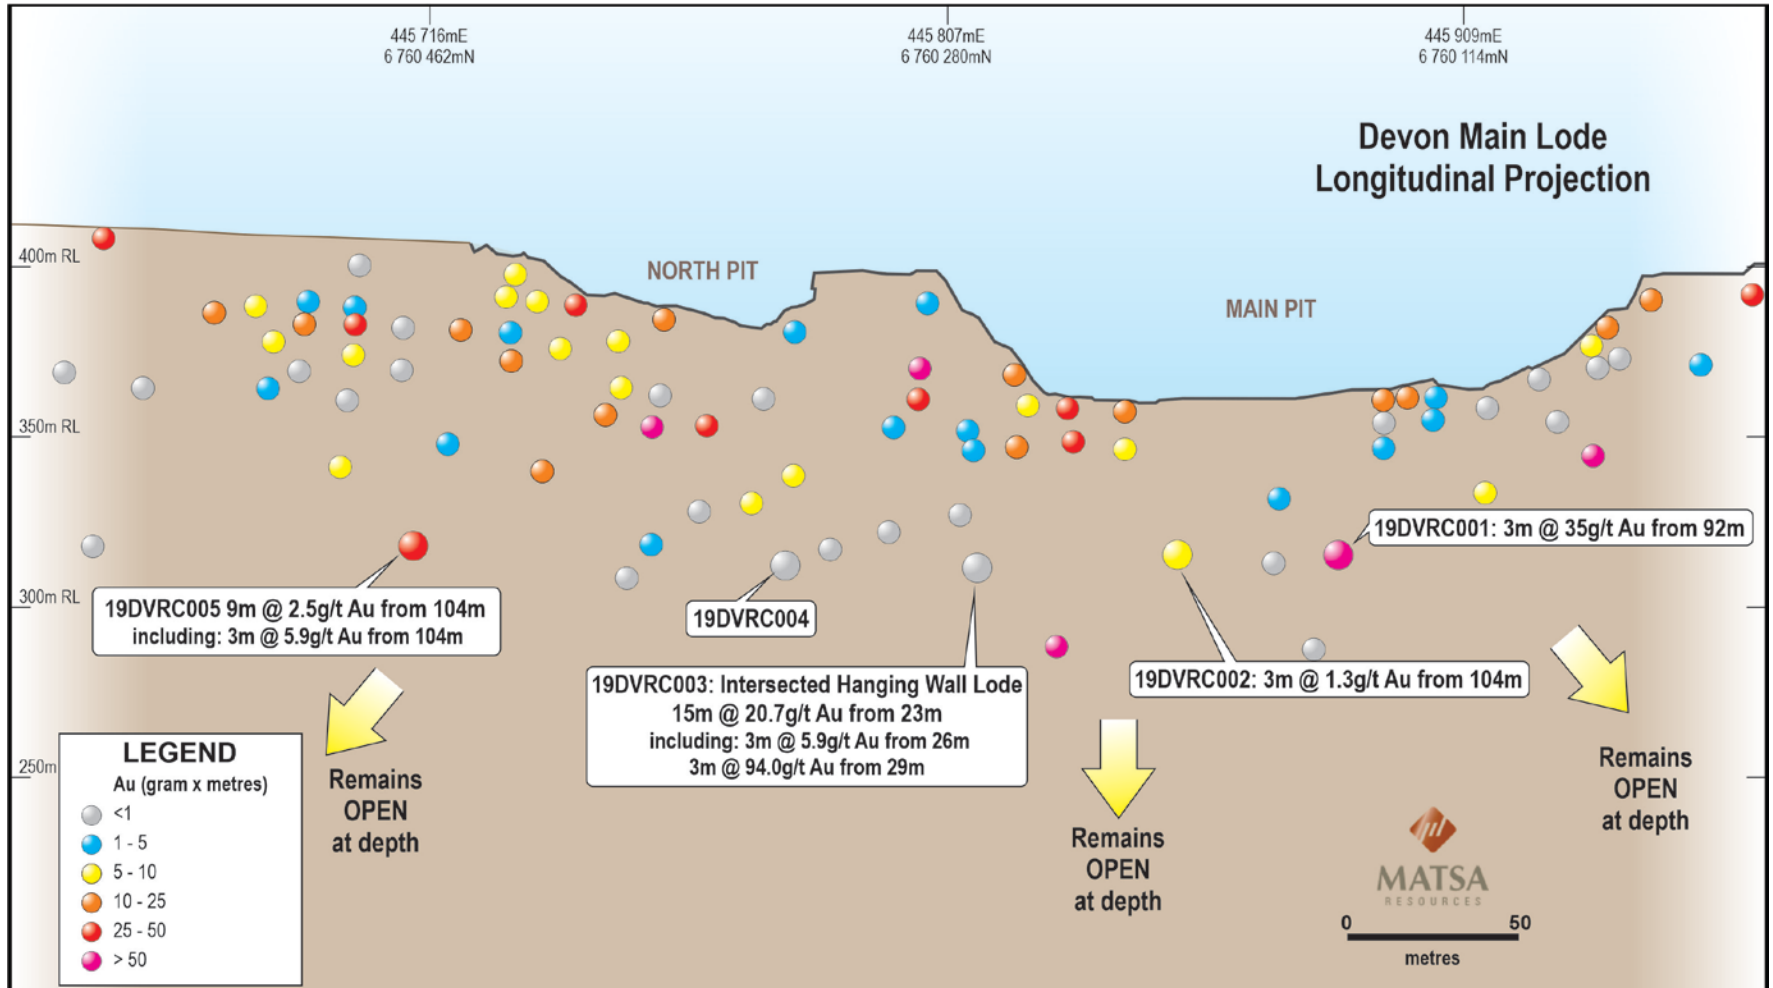 445 716mE
6 760 462mN
445 807mE
6 760 280mN
445 909mE
6 760 114mN
Devon Main Lode
Longitudinal Projection
400m RL
NORTH PIT
MAIN PIT
350m RL
19DVRC001: 3m @ 35g/t Au from 92m
300m RL
19DVRC005 9m @ 2.5g/t Au from 104m
including: 3m @ 5.9g/t Au from 104m
19DVRC004
19DVRC003: Intersected Hanging Wall Lode
15m @ 20.7g/t Au from 23m
including: 3m @ 5.9g/t Au from 26m
3m @ 94.0g/t Au from 29m
19DVRC002: 3m @ 1.3g/t Au from 104m
250m
LEGEND
Au (gram x metres)
<1
1 - 5
5 - 10
10 - 25
25 - 50
> 50
Remains
OPEN
at depth
Remains
OPEN
at depth
Remains
OPEN
at depth
MATSA
RESOURCES
0 50
metres